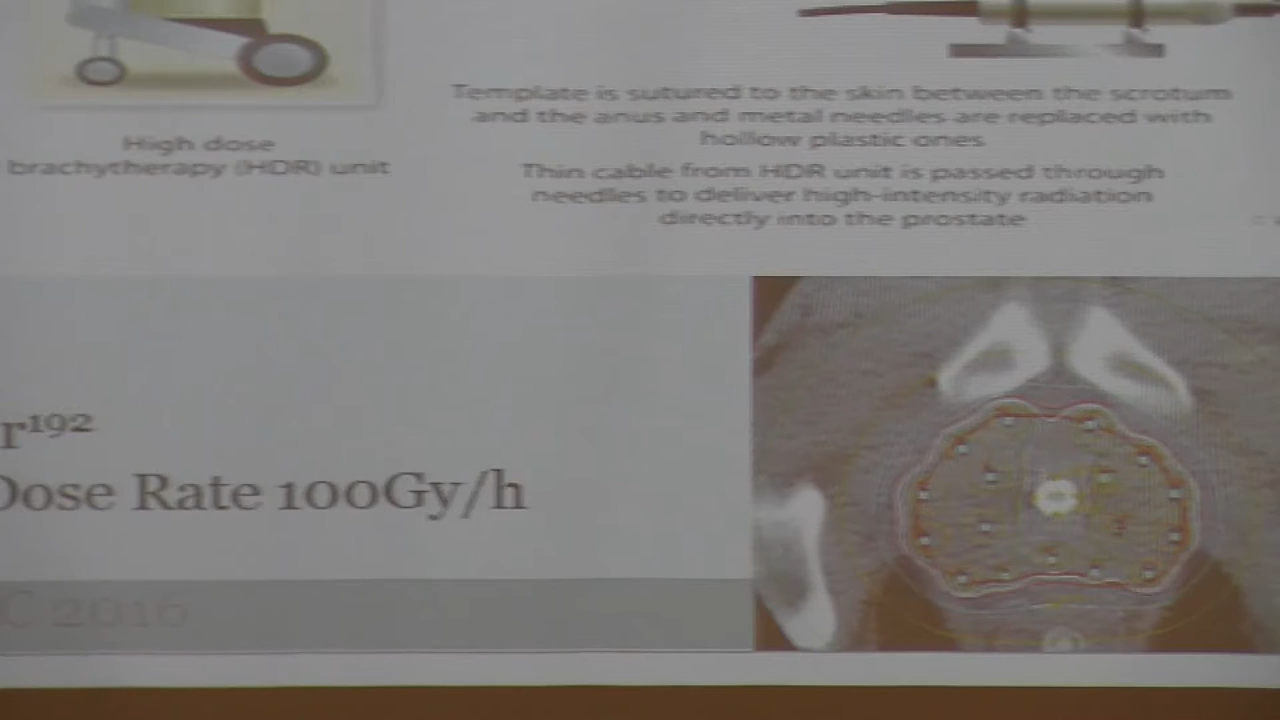 High dose
brachytherapy (HDR) unit
Template is sutured to the skin between the scrotum
and the anus and metal needles are replaced with
hollow plastic ones
Thin cable from HDR unit is passed through
needles to deliver high-intensity radiation
directly into the prostate
r¹⁹²
Dose Rate 100Gy/h
C 2016